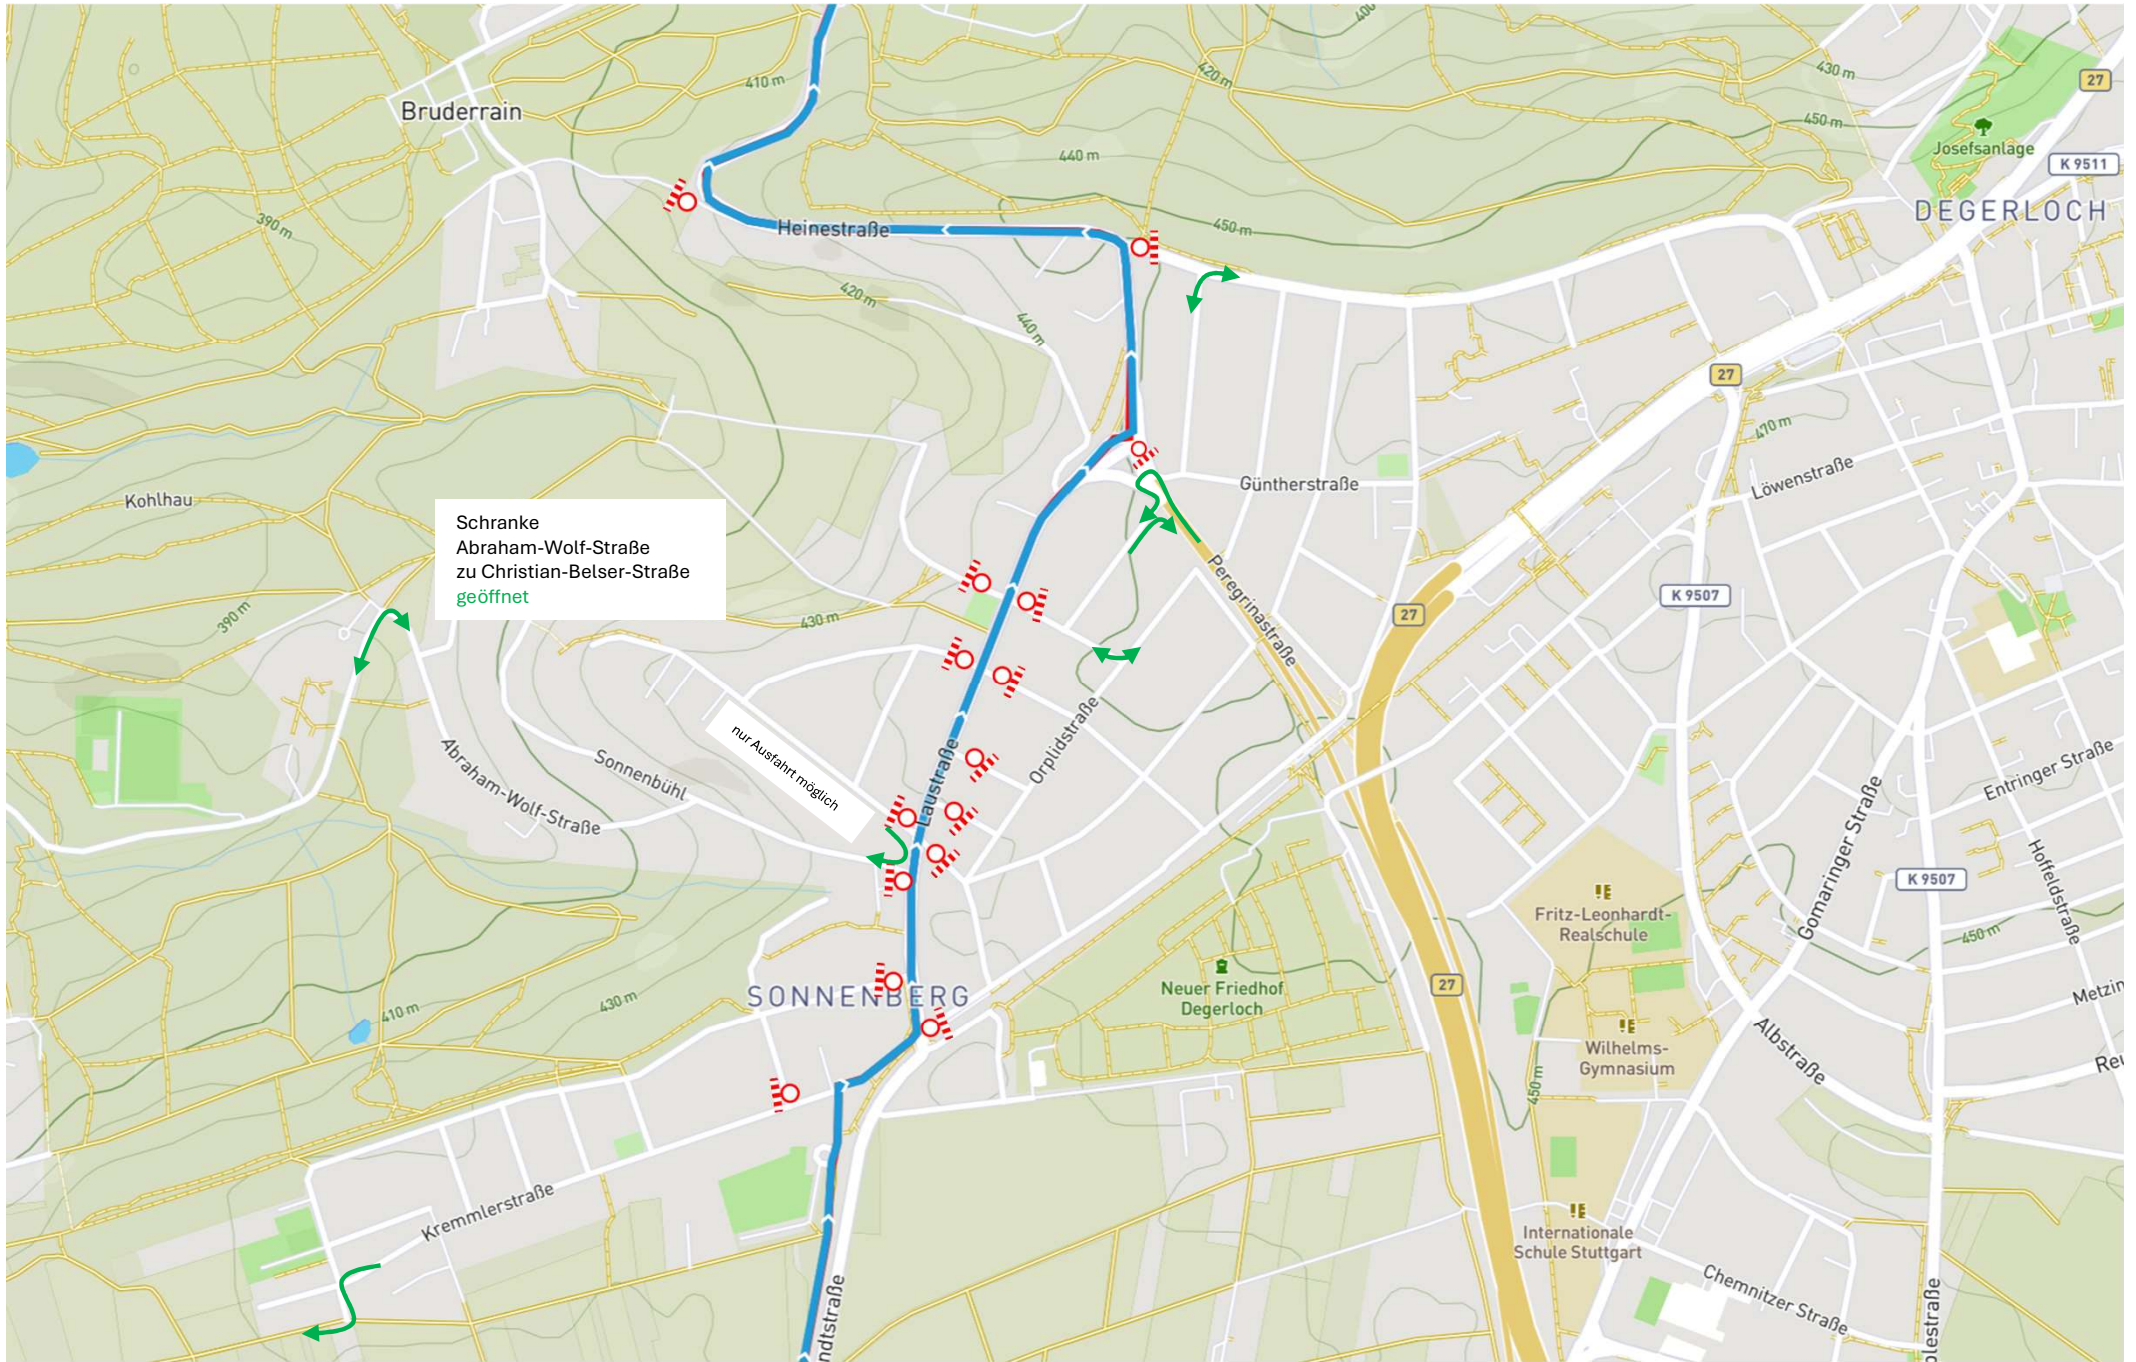 400
410 m
420 m
430 m
27
Bruderrain
450 m
Josefsanlage
K 9511
440 m
DEGERLOCH
390 m
Heinestraße
450 m
420 m
440 m
27
470 m
Löwenstraße
Güntherstraße
Kohlhau
Schranke
Abraham-Wolf-Straße
zu Christian-Belser-Straße
geöffnet
Peregrinastraße
K 9507
27
390 m
430 m
Orplidstraße
Laustraße
nur Ausfahrt möglich
Sonnenbühl
Abraham-Wolf-Straße
Entringer Straße
Gomaringer Straße
Hoffeldstraße
K 9507
Fritz-Leonhardt-
Realschule
450 m
SONNENBERG
Neuer Friedhof
Degerloch
27
410 m
430 m
Metzin
Albstraße
Wilhelms-
Gymnasium
Reu
450 m
Kremmlerstraße
Internationale
Schule Stuttgart
Chemnitzer Straße
ndtstraße
plestraße